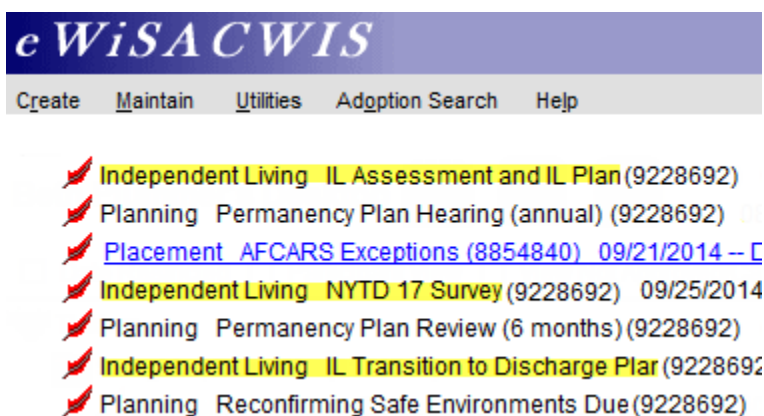 eWiSACWIS
Create Maintain Utilities Adoption Search Help
Independent Living IL Assessment and IL Plan (9228692)
Planning Permanency Plan Hearing (annual) (9228692)
Placement AFCARS Exceptions (8854840) 09/21/2014 -- D
Independent Living NYTD 17 Survey (9228692) 09/25/2014
Planning Permanency Plan Review (6 months) (9228692)
Independent Living IL Transition to Discharge Plar (9228692
Planning Reconfirming Safe Environments Due (9228692)